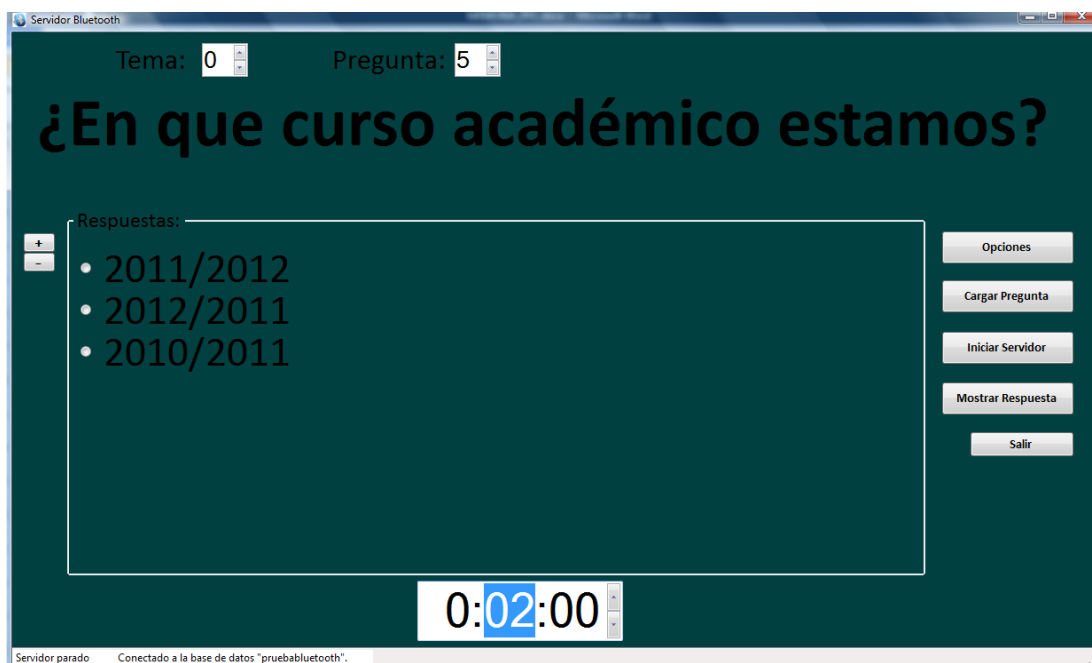 Servidor Bluetooth
Tema: 0 Pregunta: 5
¿En que curso académico estamos?
Respuestas:
+
-
2011/2012
2012/2011
2010/2011
Opciones
Cargar Pregunta
Iniciar Servidor
Mostrar Respuesta
Salir
0:02:00
Servidor parado Conectado a la base de datos "pruebabluetooth".